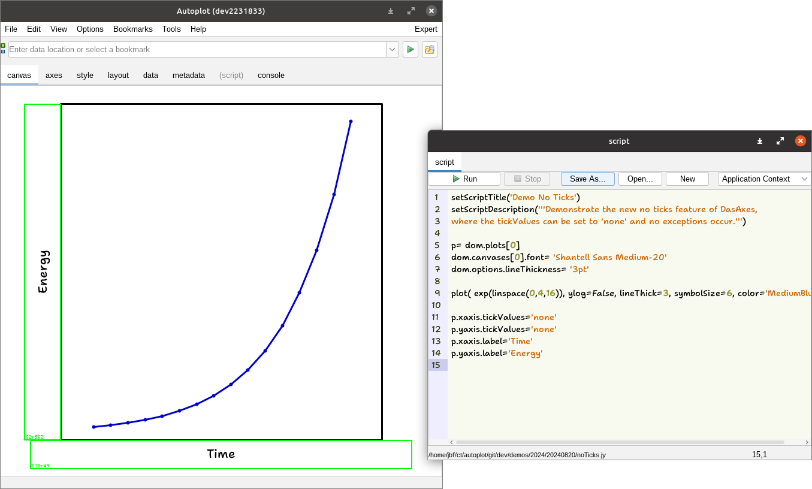 Autoplot (dev2231833)
File Edit View Options Bookmarks Tools Help Expert
Enter data location or select a bookmark
canvas axes style layout data metadata (script) console
Energy
Time
script
script
Run Stop Save As... Open... New Application Context
1 setScriptTitle('Demo No Ticks')
2 setScriptDescription('''Demonstrate the new no ticks feature of DasAxes,
3 where the tickValues can be set to 'none' and no exceptions occur.''')
4
5 p= dom.plots[0]
6 dom.canvases[0].font= 'Shantell Sans Medium-20'
7 dom.options.lineThickness= '3pt'
8
9 plot( exp(linspace(0,4,16)), ylog=False, lineThick=3, symbolSize=6, color='MediumBlu
10
11 p.xaxis.tickValues='none'
12 p.yaxis.tickValues='none'
13 p.xaxis.label='Time'
14 p.yaxis.label='Energy'
15
/home/jbf/ct/autoplot/git/dev/demos/2024/20240820/noTicks.jy
15,1